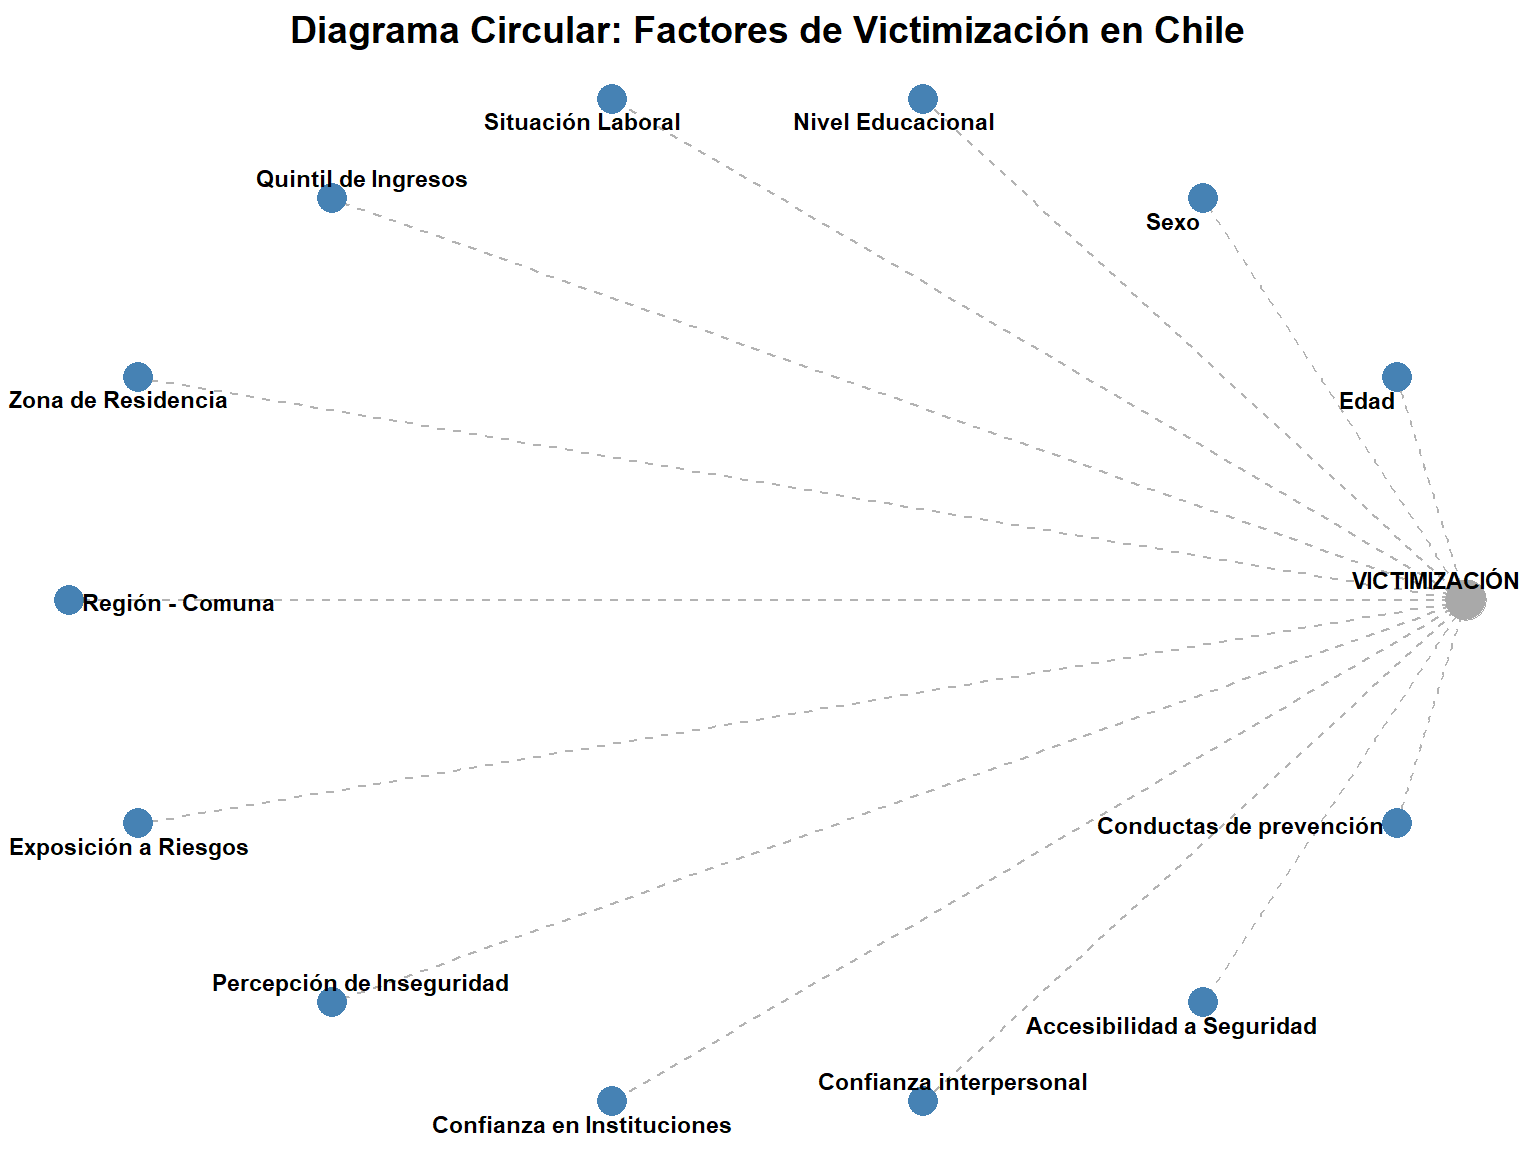 Diagrama Circular: Factores de Victimización en Chile
Situación Laboral
Nivel Educacional
Quintil de Ingresos
Sexo
Zona de Residencia
Edad
VICTIMIZACIÓN
Región - Comuna
Conductas de prevención
Exposición a Riesgos
Percepción de Inseguridad
Accesibilidad a Seguridad
Confianza interpersonal
Confianza en Instituciones